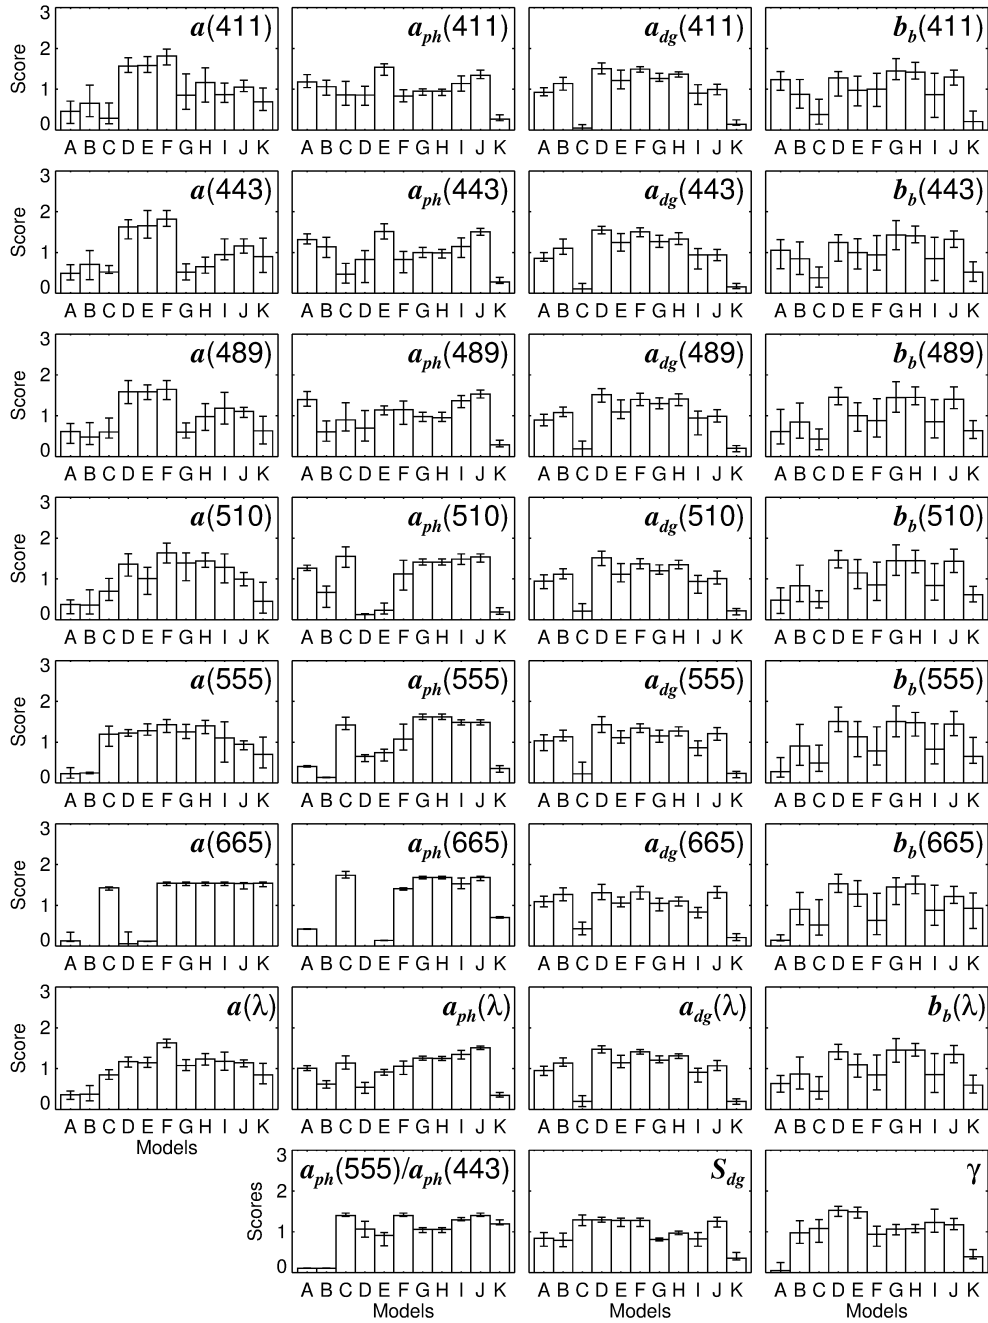 3 a(411) a_ph(411) a_dg(411) b_b(411)
2
Score
1
0
A B C D E F G H I J K A B C D E F G H I J K A B C D E F G H I J K A B C D E F G H I J K
3 a(443) a_ph(443) a_dg(443) b_b(443)
2
Score
1
0
A B C D E F G H I J K A B C D E F G H I J K A B C D E F G H I J K A B C D E F G H I J K
3 a(489) a_ph(489) a_dg(489) b_b(489)
2
Score
1
0
A B C D E F G H I J K A B C D E F G H I J K A B C D E F G H I J K A B C D E F G H I J K
3 a(510) a_ph(510) a_dg(510) b_b(510)
2
Score
1
0
A B C D E F G H I J K A B C D E F G H I J K A B C D E F G H I J K A B C D E F G H I J K
3 a(555) a_ph(555) a_dg(555) b_b(555)
2
Score
1
0
A B C D E F G H I J K A B C D E F G H I J K A B C D E F G H I J K A B C D E F G H I J K
3 a(665) a_ph(665) a_dg(665) b_b(665)
2
Score
1
0
A B C D E F G H I J K A B C D E F G H I J K A B C D E F G H I J K A B C D E F G H I J K
3 a(λ) a_ph(λ) a_dg(λ) b_b(λ)
2
Score
1
0
A B C D E F G H I J K A B C D E F G H I J K A B C D E F G H I J K A B C D E F G H I J K
Models
3 a_ph(555)/a_ph(443) S_dg γ
2
Scores
1
0
A B C D E F G H I J K A B C D E F G H I J K A B C D E F G H I J K
Models Models Models